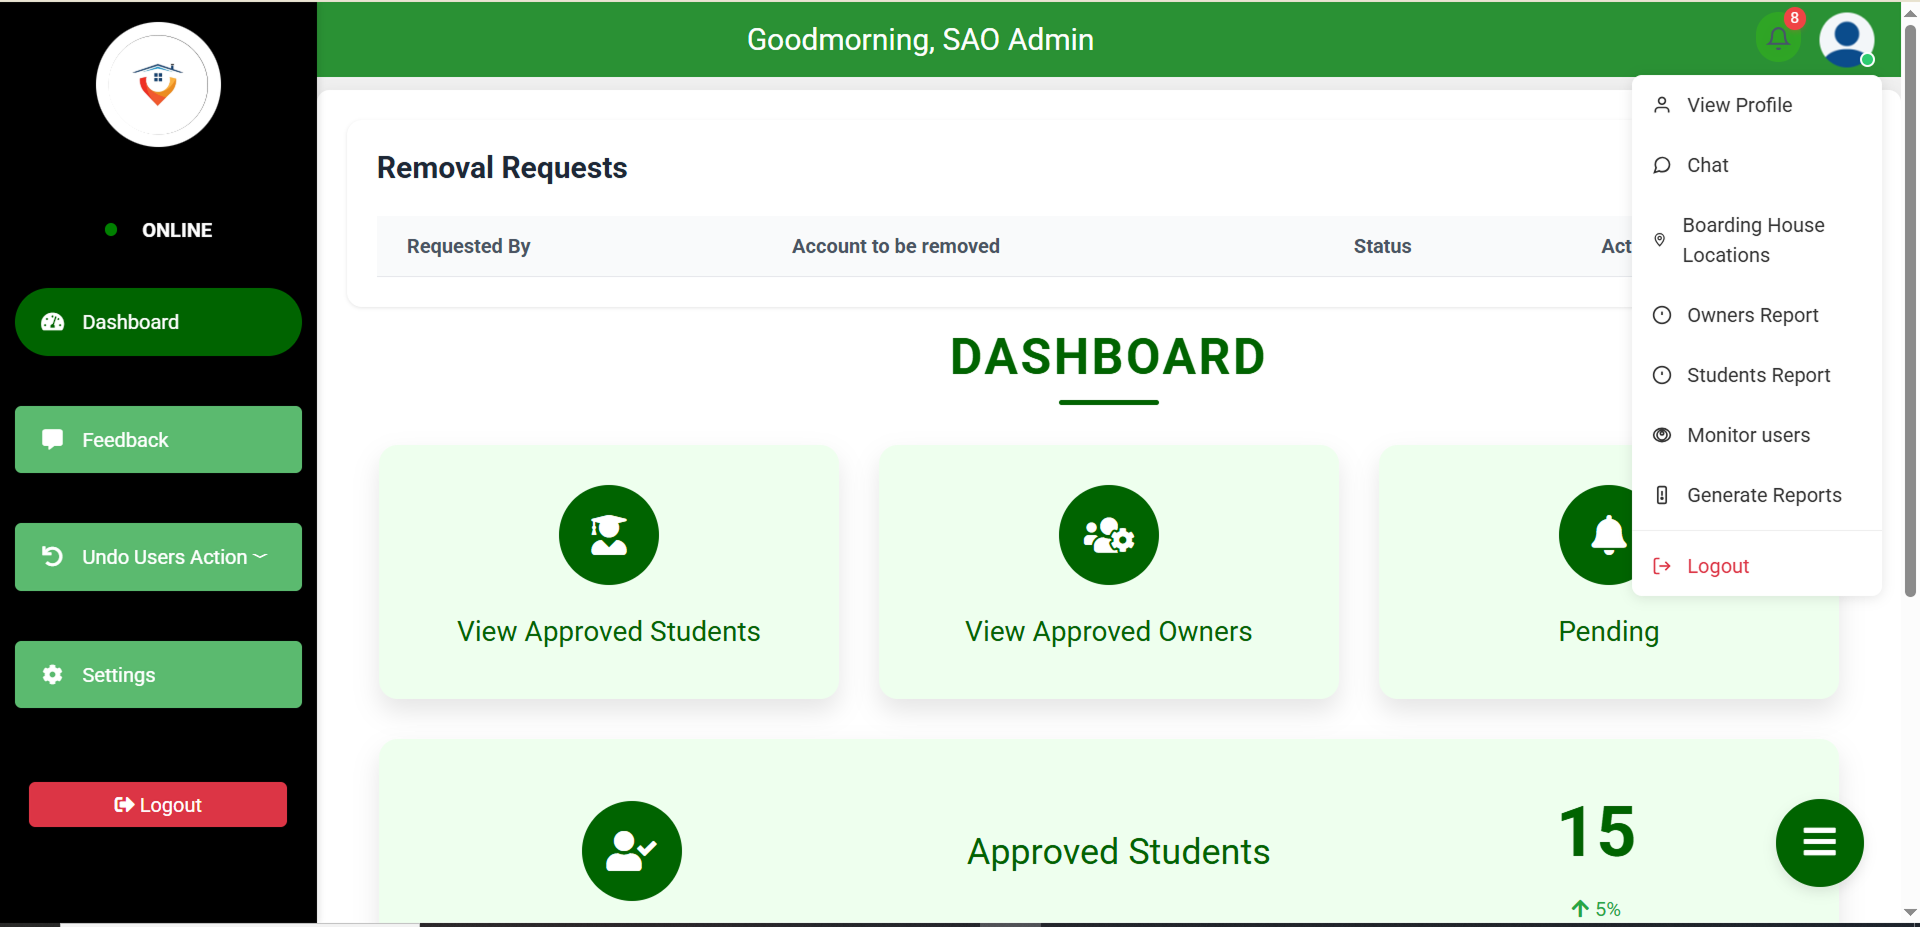 Goodmorning, SAO Admin
8
ONLINE
Dashboard
Feedback
Undo Users Action
Settings
Logout
Removal Requests
Requested By Account to be removed Status Act
DASHBOARD
View Approved Students
View Approved Owners
Pending
Approved Students
15
5%
View Profile
Chat
Boarding House
Locations
Owners Report
Students Report
Monitor users
Generate Reports
Logout